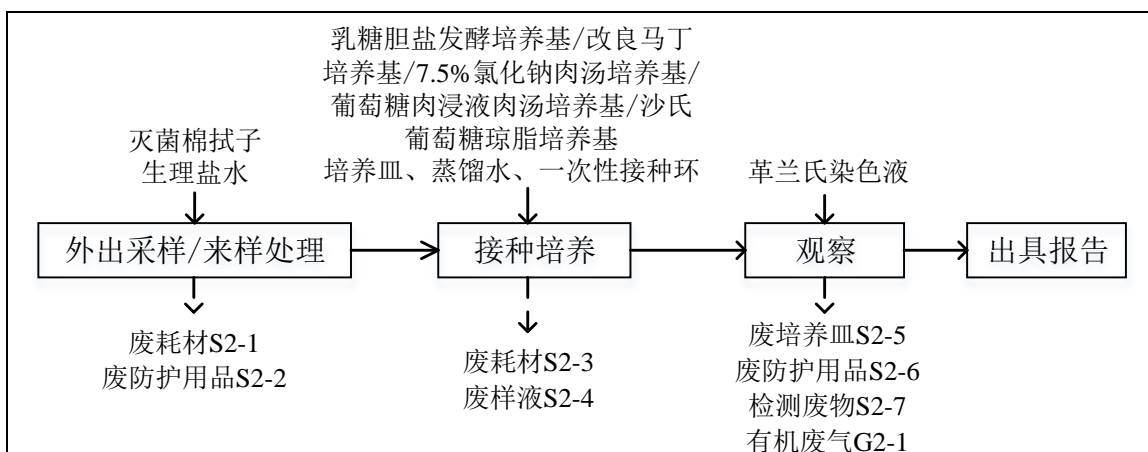 灭菌棉拭子
生理盐水
乳糖胆盐发酵培养基/改良马丁
培养基/7.5%氯化钠肉汤培养基/
葡萄糖肉浸液肉汤培养基/沙氏
葡萄糖琼脂培养基
培养皿、蒸馏水、一次性接种环
革兰氏染色液
外出采样/来样处理
接种培养
观察
出具报告
废耗材S2-1
废防护用品S2-2
废耗材S2-3
废样液S2-4
废培养皿S2-5
废防护用品S2-6
检测废物S2-7
有机废气G2-1